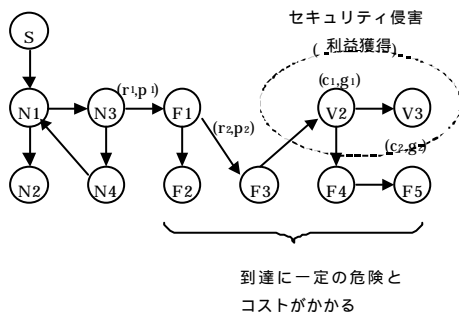 セキュリティ侵害
( 利益獲得)
S
(r1,p1)
(c1,g1)
N1
N3
F1
V2
V3
(r2,p2)
(c2,g2)
N2
N4
F2
F3
F4
F5
到達に一定の危険と
コストがかかる